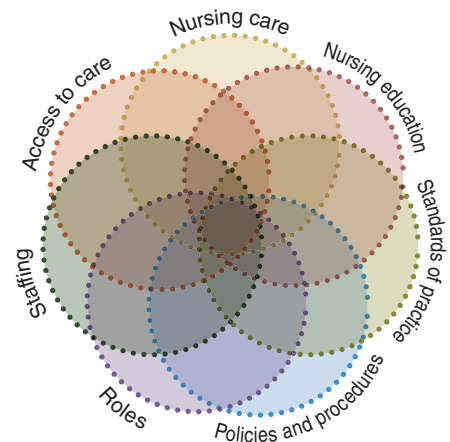 Nursing care
Nursing education
Standards of practice
Policies and procedures
Roles
Staffing
Access to care